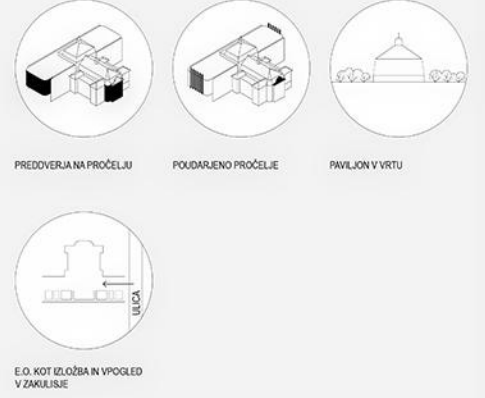 PREDDVERJA NA PROČELJU
POUDARJENO PROČELJE
PAVILJON V VRTU
ULICA
E.O. KOT IZLOŽBA IN VPOGLED
V ZAKULISJE